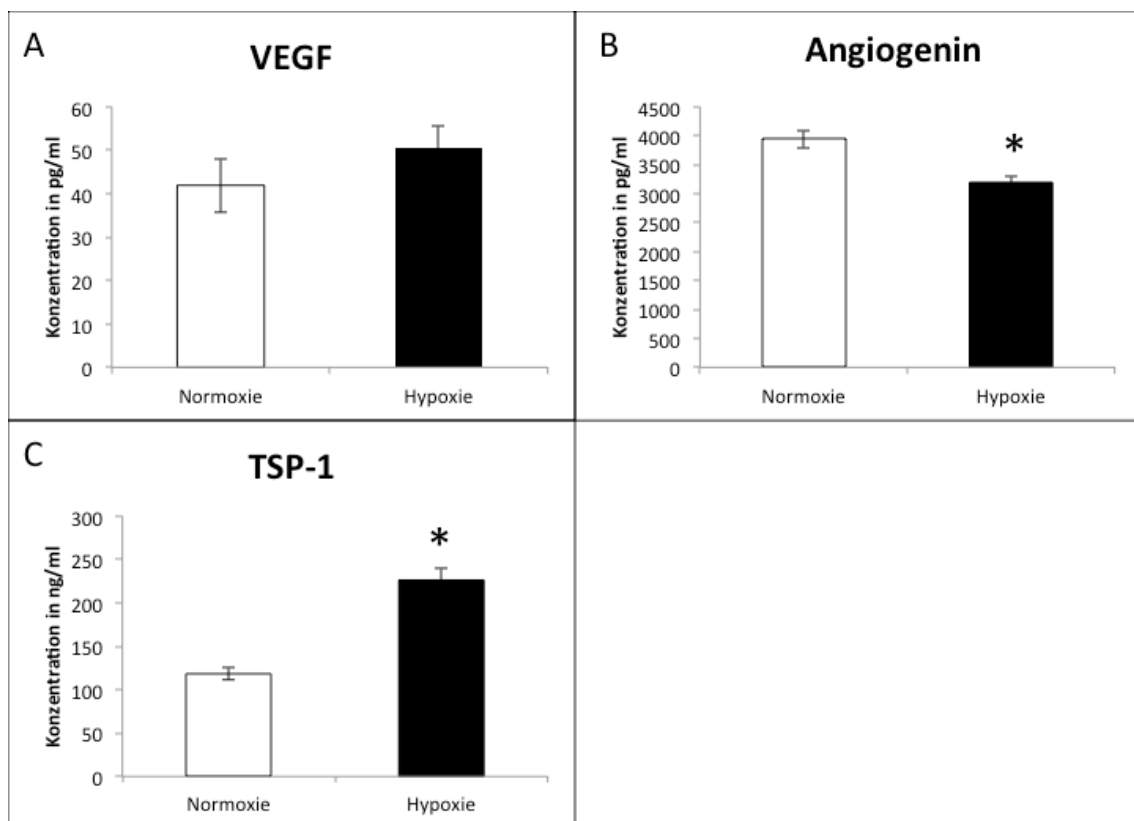 A
VEGF
Konzentration in pg/ml
60
50
40
30
20
10
0
Normoxie Hypoxie
B
Angiogenin
Konzentration in pg/ml
4500
4000
3500
3000
2500
2000
1500
1000
500
0
*
Normoxie Hypoxie
C
TSP-1
Konzentration in ng/ml
300
250
200
150
100
50
0
*
Normoxie Hypoxie